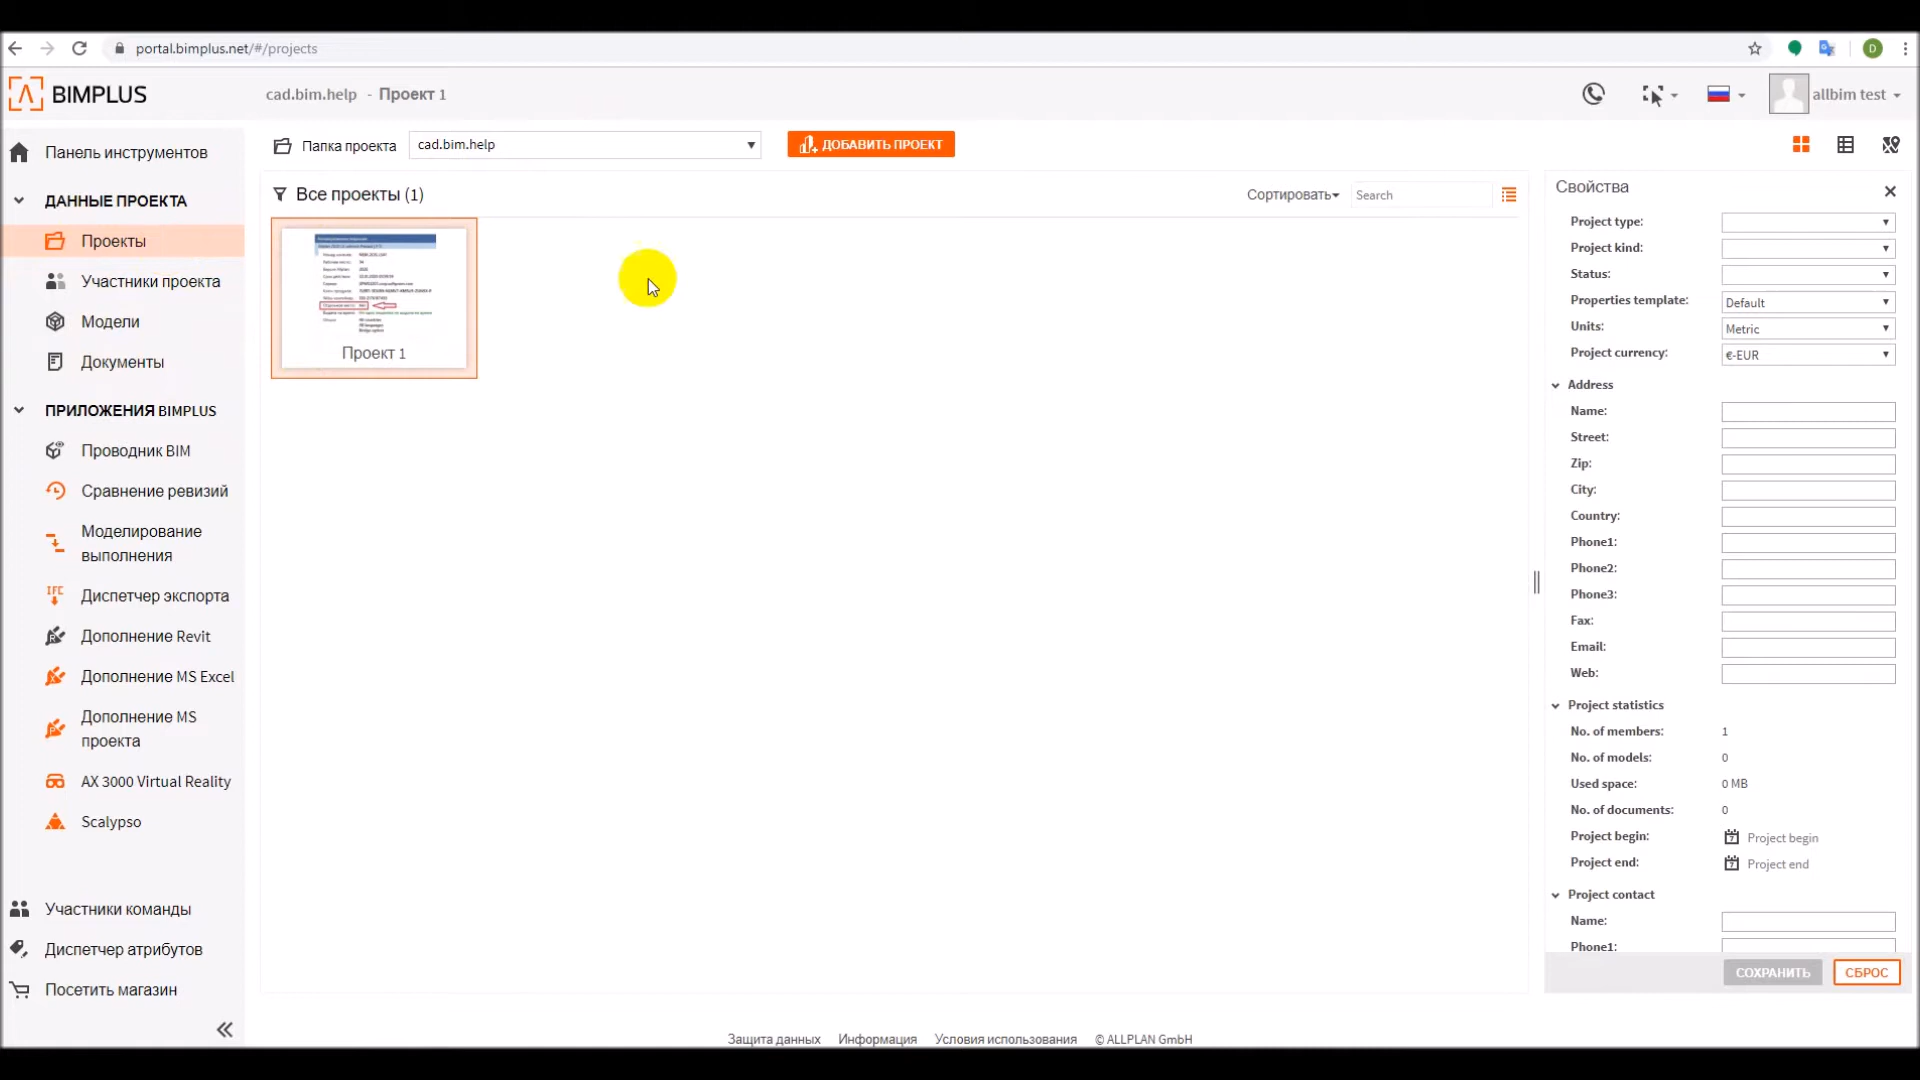 portal.bimplus.net/#/projects
D
BIMPLUS
cad.bim.help - Проект 1
allbim test
Панель инструментов
ДАННЫЕ ПРОЕКТА
Проекты
Участники проекта
Модели
Документы
ПРИЛОЖЕНИЯ BIMPLUS
Проводник BIM
Сравнение ревизий
Моделирование
выполнения
IFC
Диспетчер экспорта
Дополнение Revit
Дополнение MS Excel
Дополнение MS
проекта
AX 3000 Virtual Reality
Scalypso
Участники команды
Диспетчер атрибутов
Посетить магазин
Папка проекта
cad.bim.help
ДОБАВИТЬ ПРОЕКТ
Все проекты (1)
Сортировать
Search
Проект 1
Свойства
Project type:
Project kind:
Status:
Properties template: Default
Units: Metric
Project currency: €-EUR
Address
Name:
Street:
Zip:
City:
Country:
Phone1:
Phone2:
Phone3:
Fax:
Email:
Web:
Project statistics
No. of members: 1
No. of models: 0
Used space: 0 MB
No. of documents: 0
Project begin: Project begin
Project end: Project end
Project contact
Name:
Phone1:
СОХРАНИТЬ
СБРОС
Защита данных Информация Условия использования © ALLPLAN GmbH